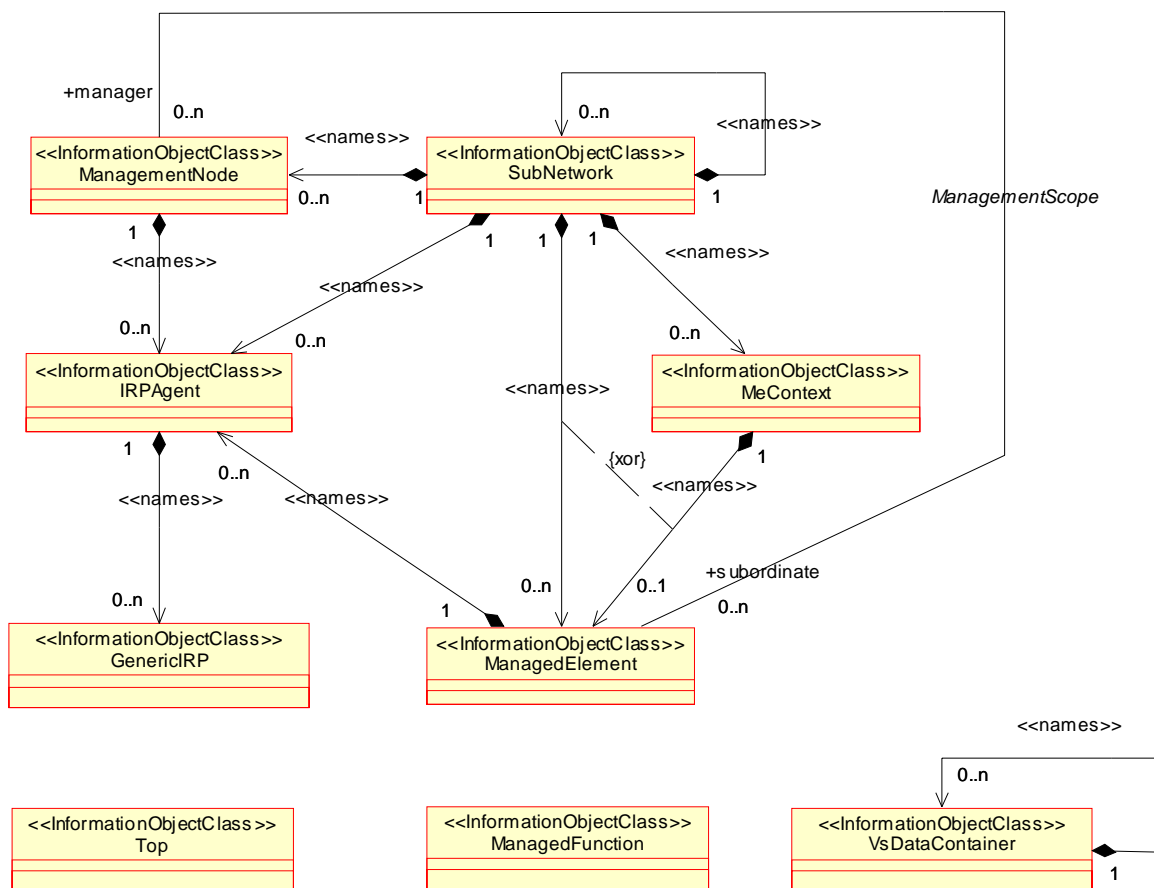 +manager
0..n
<<names>>
0..n
<<names>>
<<InformationObjectClass>>
ManagementNode
<<InformationObjectClass>>
SubNetwork
0..n
1
1
ManagementScope
1
1
1
1
<<names>>
<<names>>
<<names>>
0..n
0..n
0..n
<<InformationObjectClass>>
IRPAgent
<<names>>
<<InformationObjectClass>>
MeContext
1
0..n
{xor}
1
<<names>>
<<names>>
<<names>>
+subordinate
0..n
0..1
0..n
0..n
1
<<InformationObjectClass>>
GenericIRP
<<InformationObjectClass>>
ManagedElement
<<names>>
0..n
<<InformationObjectClass>>
Top
<<InformationObjectClass>>
ManagedFunction
<<InformationObjectClass>>
VsDataContainer
1